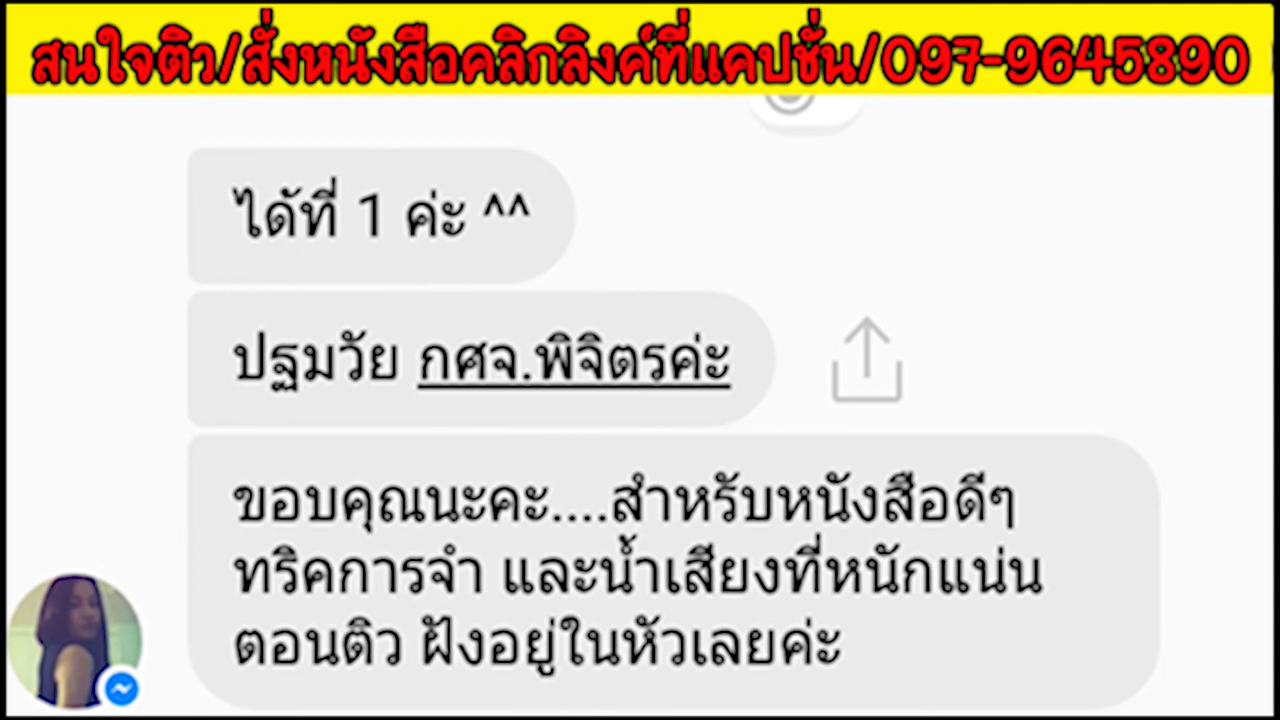 สนใจติว/สั่งหนังสือคลิกลิงค์ที่แคปชั่น/097-9645890
ได้ที่ 1 ค่ะ ^^
ปฐมวัย กศจ.พิจิตรค่ะ
ขอบคุณนะคะ....สำหรับหนังสือดีๆ
ทริคการจำ และน้ำเสียงที่หนักแน่น
ตอนติว ฝังอยู่ในหัวเลยค่ะ